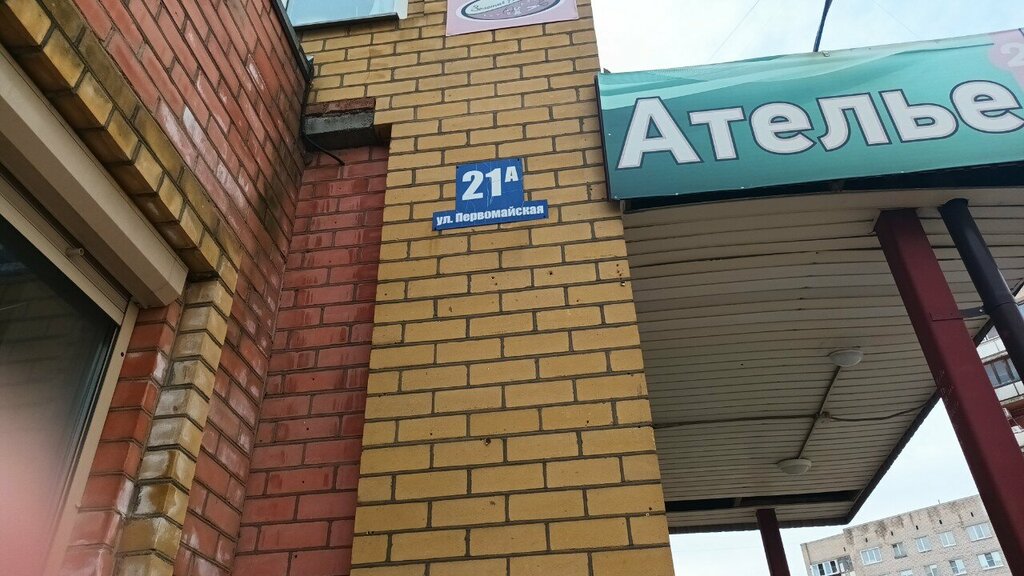 Ателье
21А
ул. Первомайская